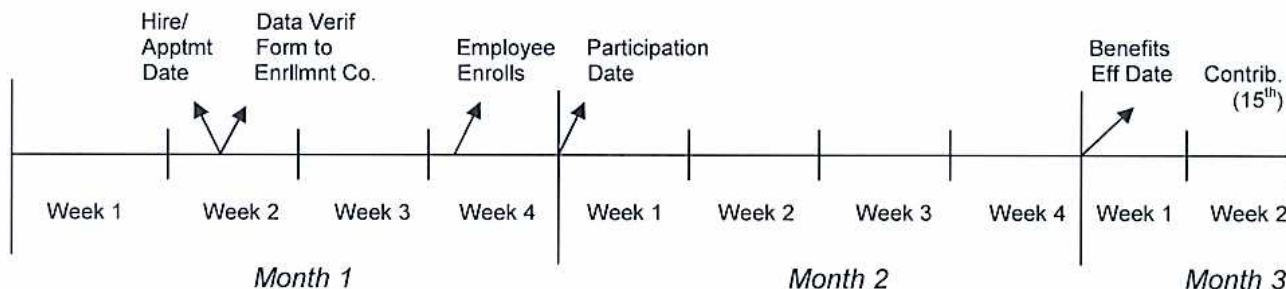 Hire/
Apptmt
Date
Data Verif
Form to
Enrllmnt Co.
Employee
Enrolls
Participation
Date
Benefits
Eff Date
Contrib.
(15th)
Week 1
Week 2
Week 3
Week 4
Week 1
Week 2
Week 3
Week 4
Week 1
Week 2
Month 1
Month 2
Month 3